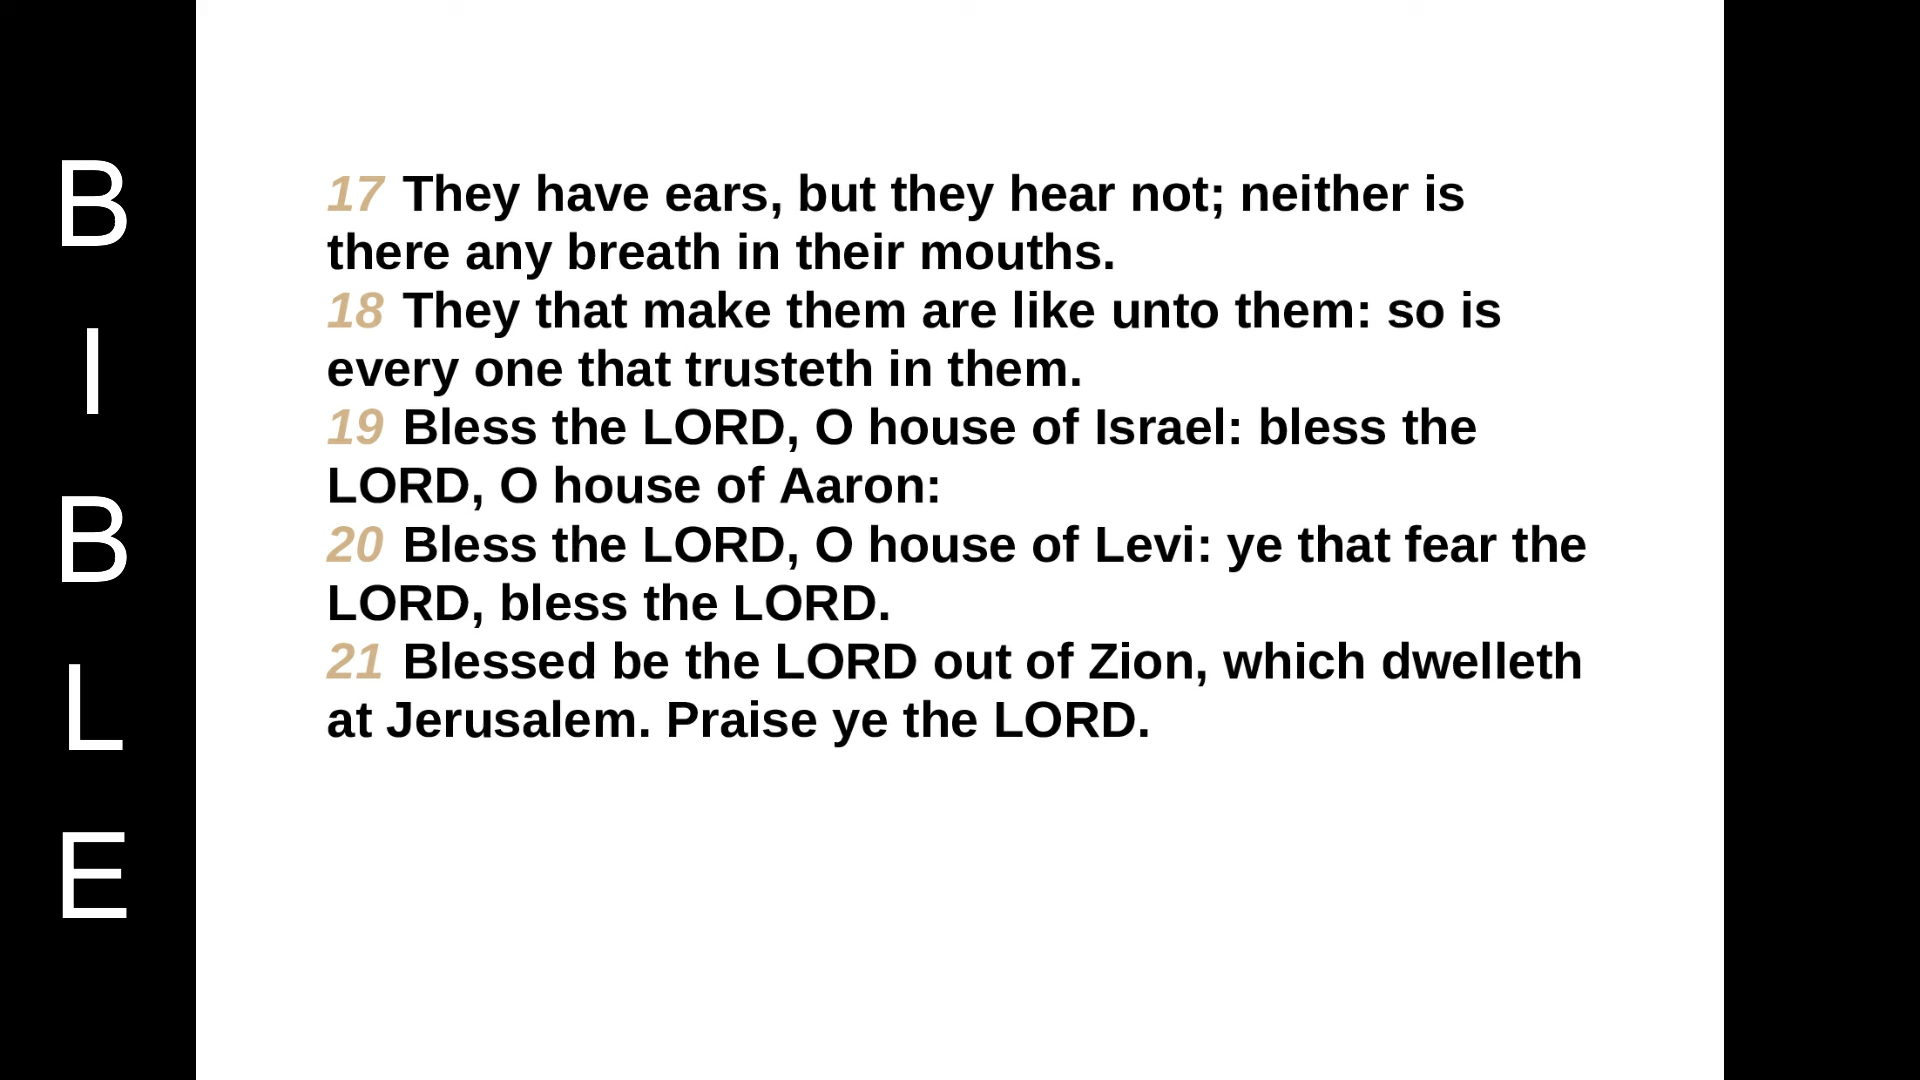 B
I
B
L
E
17 They have ears, but they hear not; neither is
there any breath in their mouths.
18 They that make them are like unto them: so is
every one that trusteth in them.
19 Bless the LORD, O house of Israel: bless the
LORD, O house of Aaron:
20 Bless the LORD, O house of Levi: ye that fear the
LORD, bless the LORD.
21 Blessed be the LORD out of Zion, which dwelleth
at Jerusalem. Praise ye the LORD.